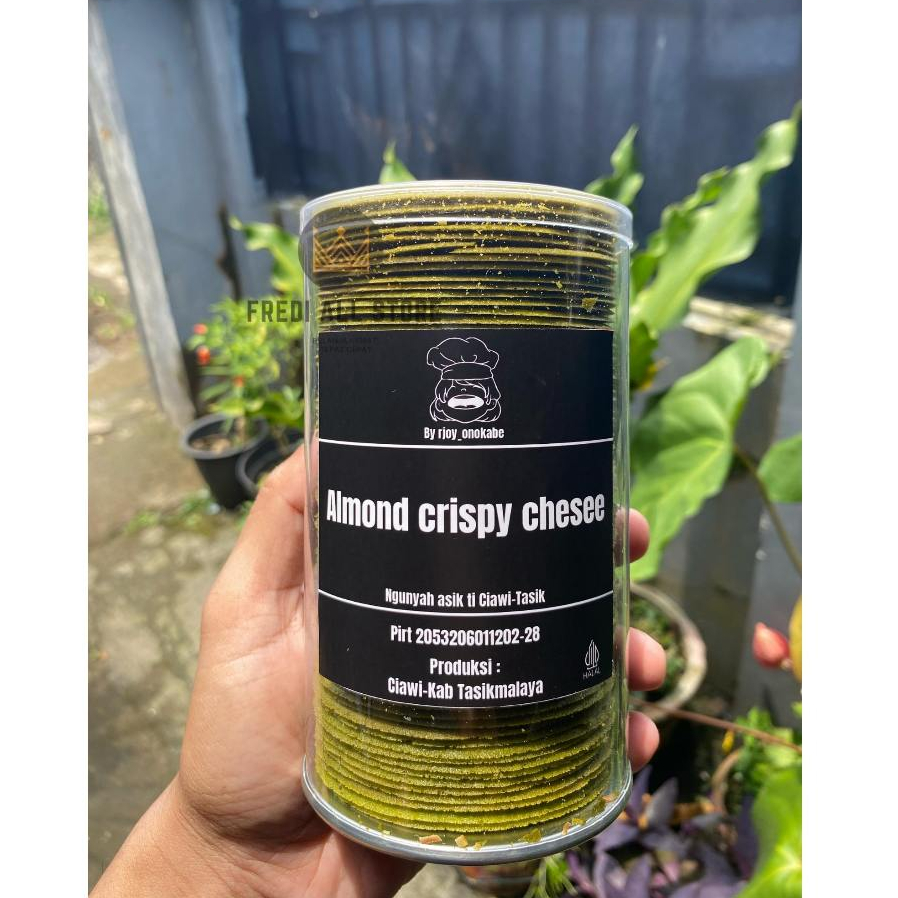 FREDI ALL STORE
By rjoy_onokabe
Almond crispy chesee
Ngunyah asik ti Ciawi-Tasik
Pirt 2053206011202-28
Produksi :
Ciawi-Kab Tasikmalaya
HALAL